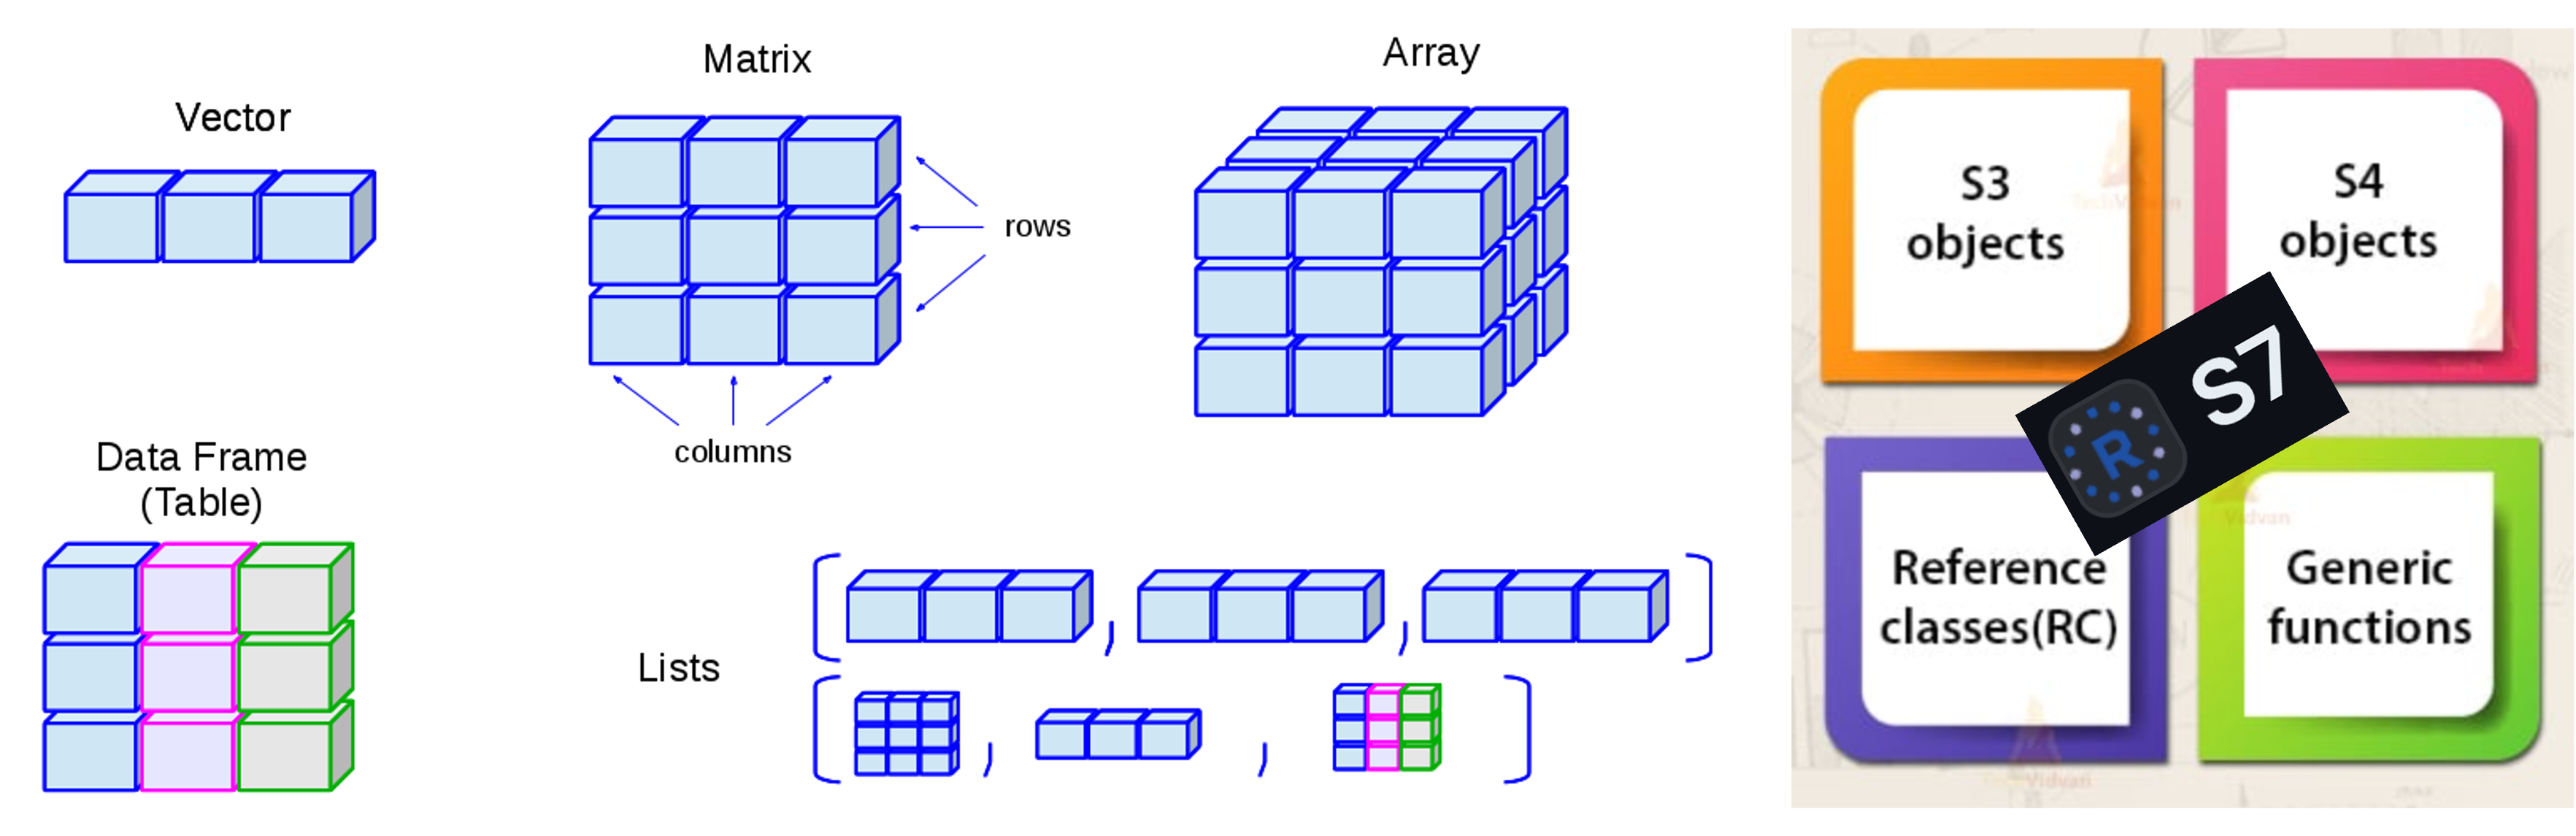 Vector
Matrix
Array
rows
columns
Data Frame
(Table)
Lists
S3
objects
S4
objects
R S7
Reference
classes(RC)
Generic
functions
TechVidvan